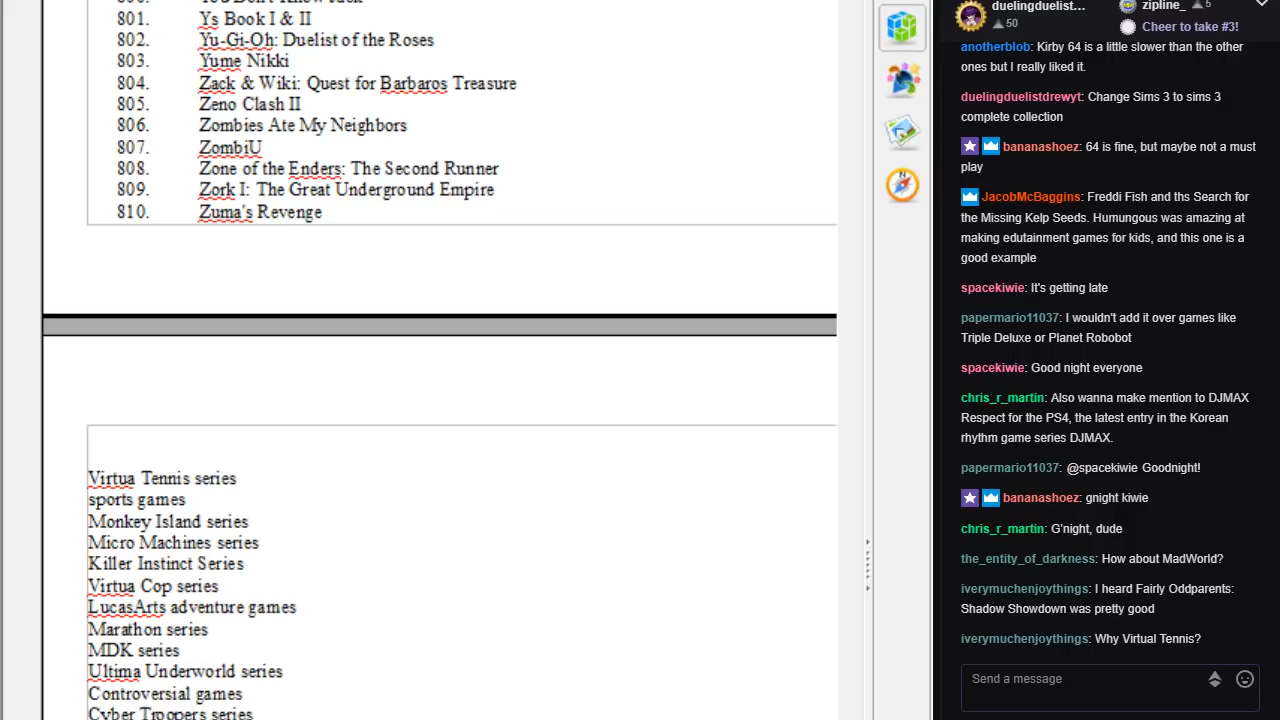 801. Ys Book I & II
802. Yu-Gi-Oh: Duelist of the Roses
803. Yume Nikki
804. Zack & Wiki: Quest for Barbaros Treasure
805. Zeno Clash II
806. Zombies Ate My Neighbors
807. ZombiU
808. Zone of the Enders: The Second Runner
809. Zork I: The Great Underground Empire
810. Zuma's Revenge
Virtua Tennis series
sports games
Monkey Island series
Micro Machines series
Killer Instinct Series
Virtua Cop series
LucasArts adventure games
Marathon series
MDK series
Ultima Underworld series
Controversial games
Cyber Troopers series
duelingduelist...
50
zipline_ 5
Cheer to take #3!
anotherblob: Kirby 64 is a little slower than the other
ones but I really liked it.
duelingduelistdrewyt: Change Sims 3 to sims 3
complete collection
bananashoez: 64 is fine, but maybe not a must
play
JacobMcBaggins: Freddi Fish and ths Search for
the Missing Kelp Seeds. Humungous was amazing at
making edutainment games for kids, and this one is a
good example
spacekiwie: It's getting late
papermario11037: I wouldn't add it over games like
Triple Deluxe or Planet Robobot
spacekiwie: Good night everyone
chris_r_martin: Also wanna make mention to DJMAX
Respect for the PS4, the latest entry in the Korean
rhythm game series DJMAX.
papermario11037: @spacekiwie Goodnight!
bananashoez: gnight kiwie
chris_r_martin: G'night, dude
the_entity_of_darkness: How about MadWorld?
iverymuchenjoythings: I heard Fairly Oddparents:
Shadow Showdown was pretty good
iverymuchenjoythings: Why Virtual Tennis?
Send a message